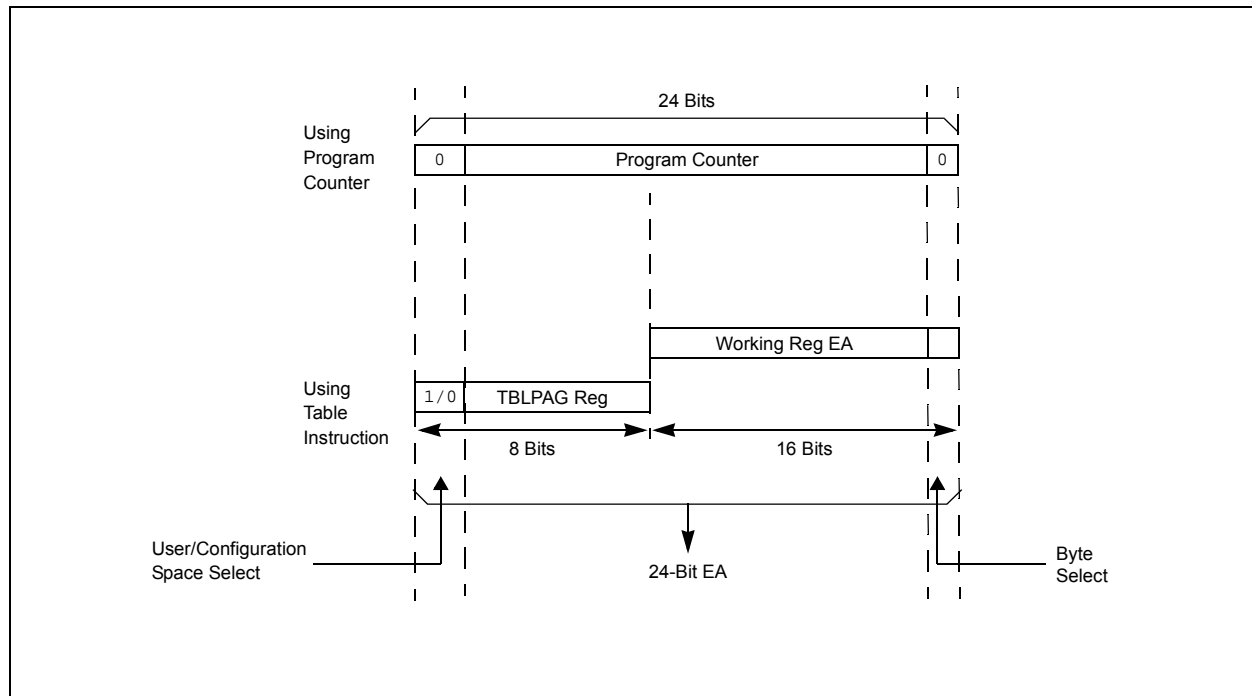 24 Bits
Using
Program
Counter
0
Program Counter
0
Working Reg EA
Using
Table
Instruction
1/0
TBLPAG Reg
8 Bits
16 Bits
User/Configuration
Space Select
24-Bit EA
Byte
Select